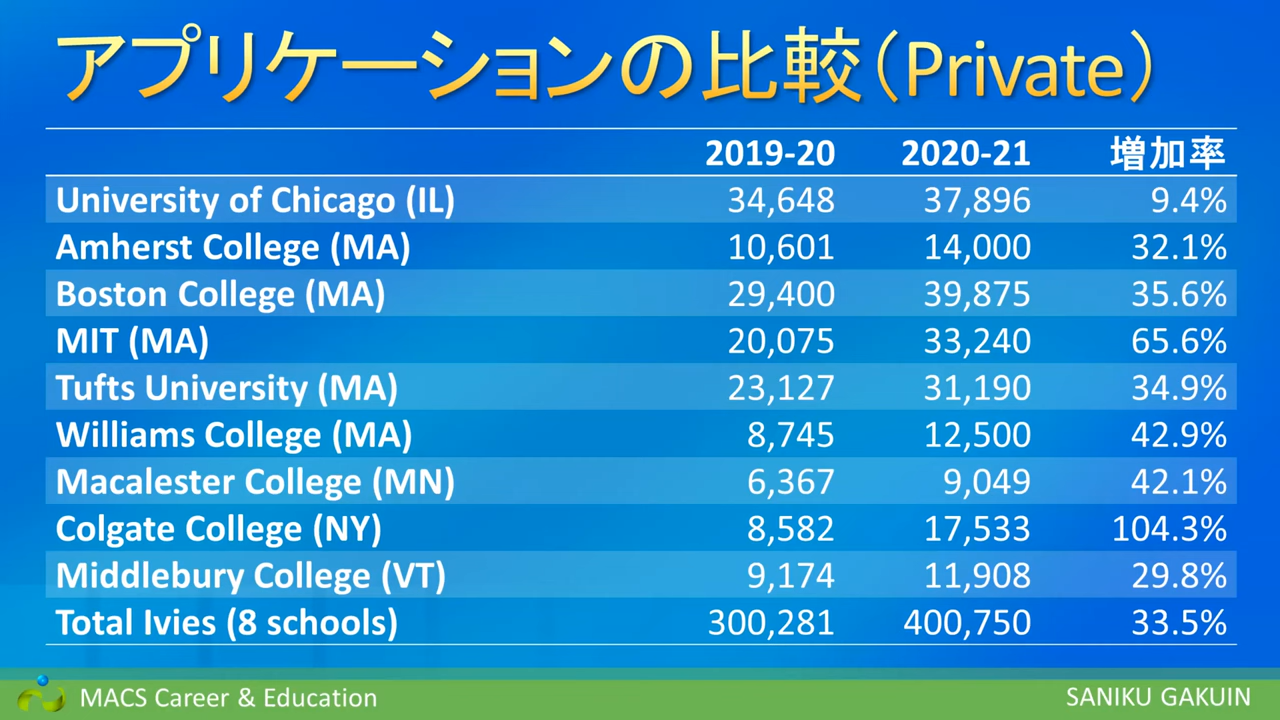 アプリケーションの比較（Private）
2019-20 2020-21 増加率
University of Chicago (IL) 34,648 37,896 9.4%
Amherst College (MA) 10,601 14,000 32.1%
Boston College (MA) 29,400 39,875 35.6%
MIT (MA) 20,075 33,240 65.6%
Tufts University (MA) 23,127 31,190 34.9%
Williams College (MA) 8,745 12,500 42.9%
Macalester College (MN) 6,367 9,049 42.1%
Colgate College (NY) 8,582 17,533 104.3%
Middlebury College (VT) 9,174 11,908 29.8%
Total Ivies (8 schools) 300,281 400,750 33.5%
MACS Career & Education SANIKU GAKUIN